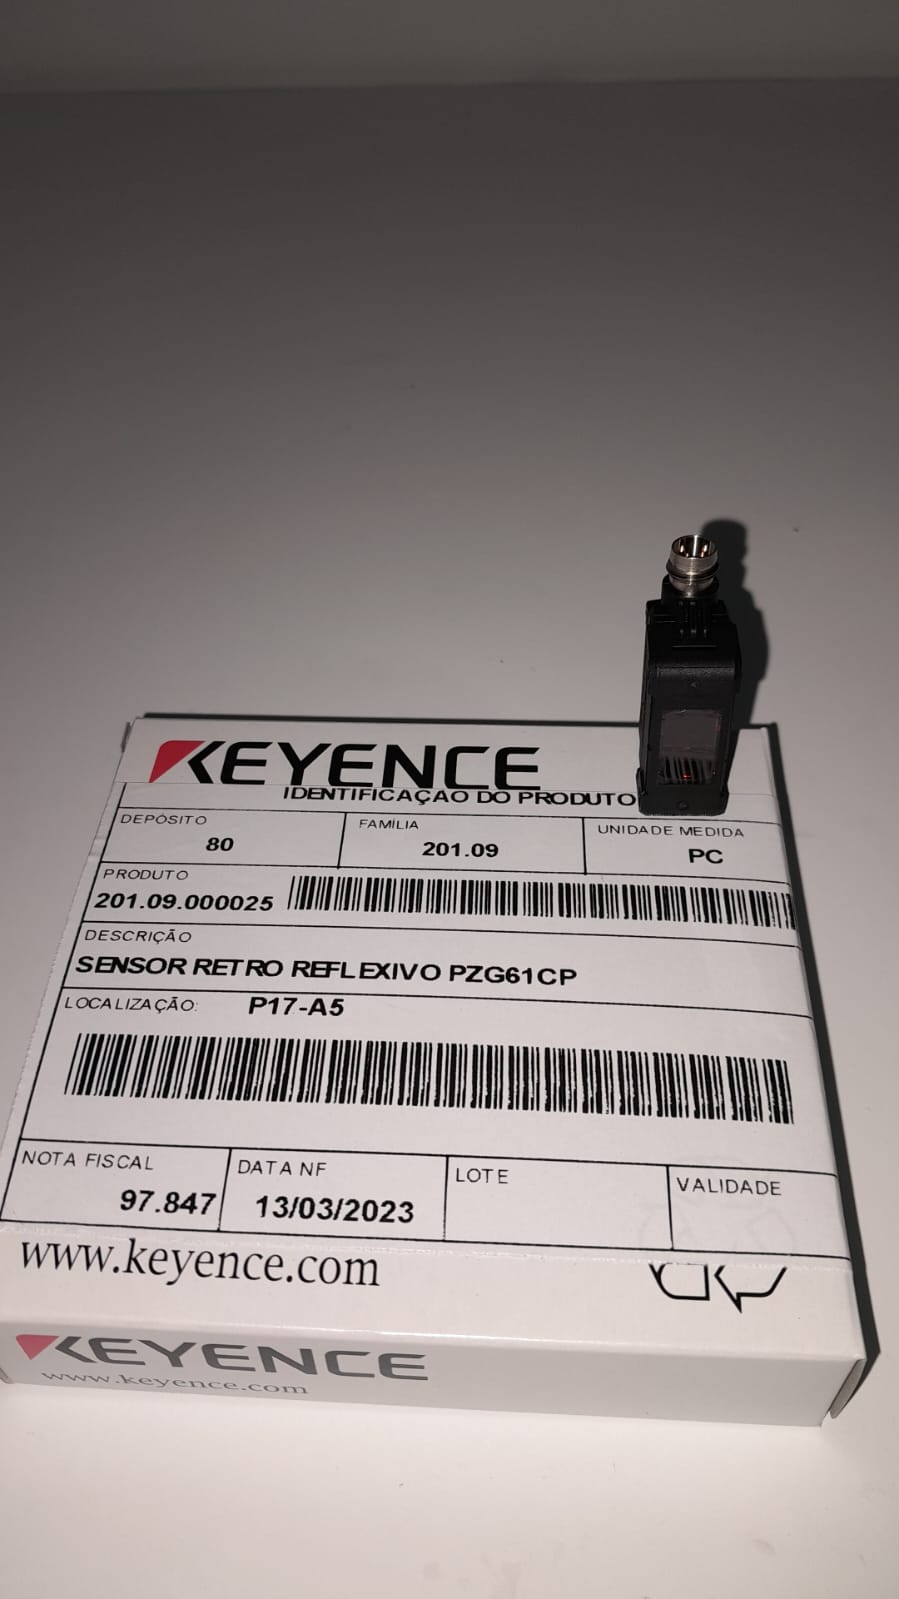 KEYENCE
IDENTIFICAÇAO DO PRODUTO
DEPÓSITO
80
FAMÍLIA
201.09
UNIDADE MEDIDA
PC
PRODUTO
201.09.000025
DESCRIÇÃO
SENSOR RETRO REFLEXIVO PZG61CP
LOCALIZAÇÃO: P17-A5
NOTA FISCAL
97.847
DATA NF
13/03/2023
LOTE
VALIDADE
www.keyence.com
KEYENCE
www.keyence.com